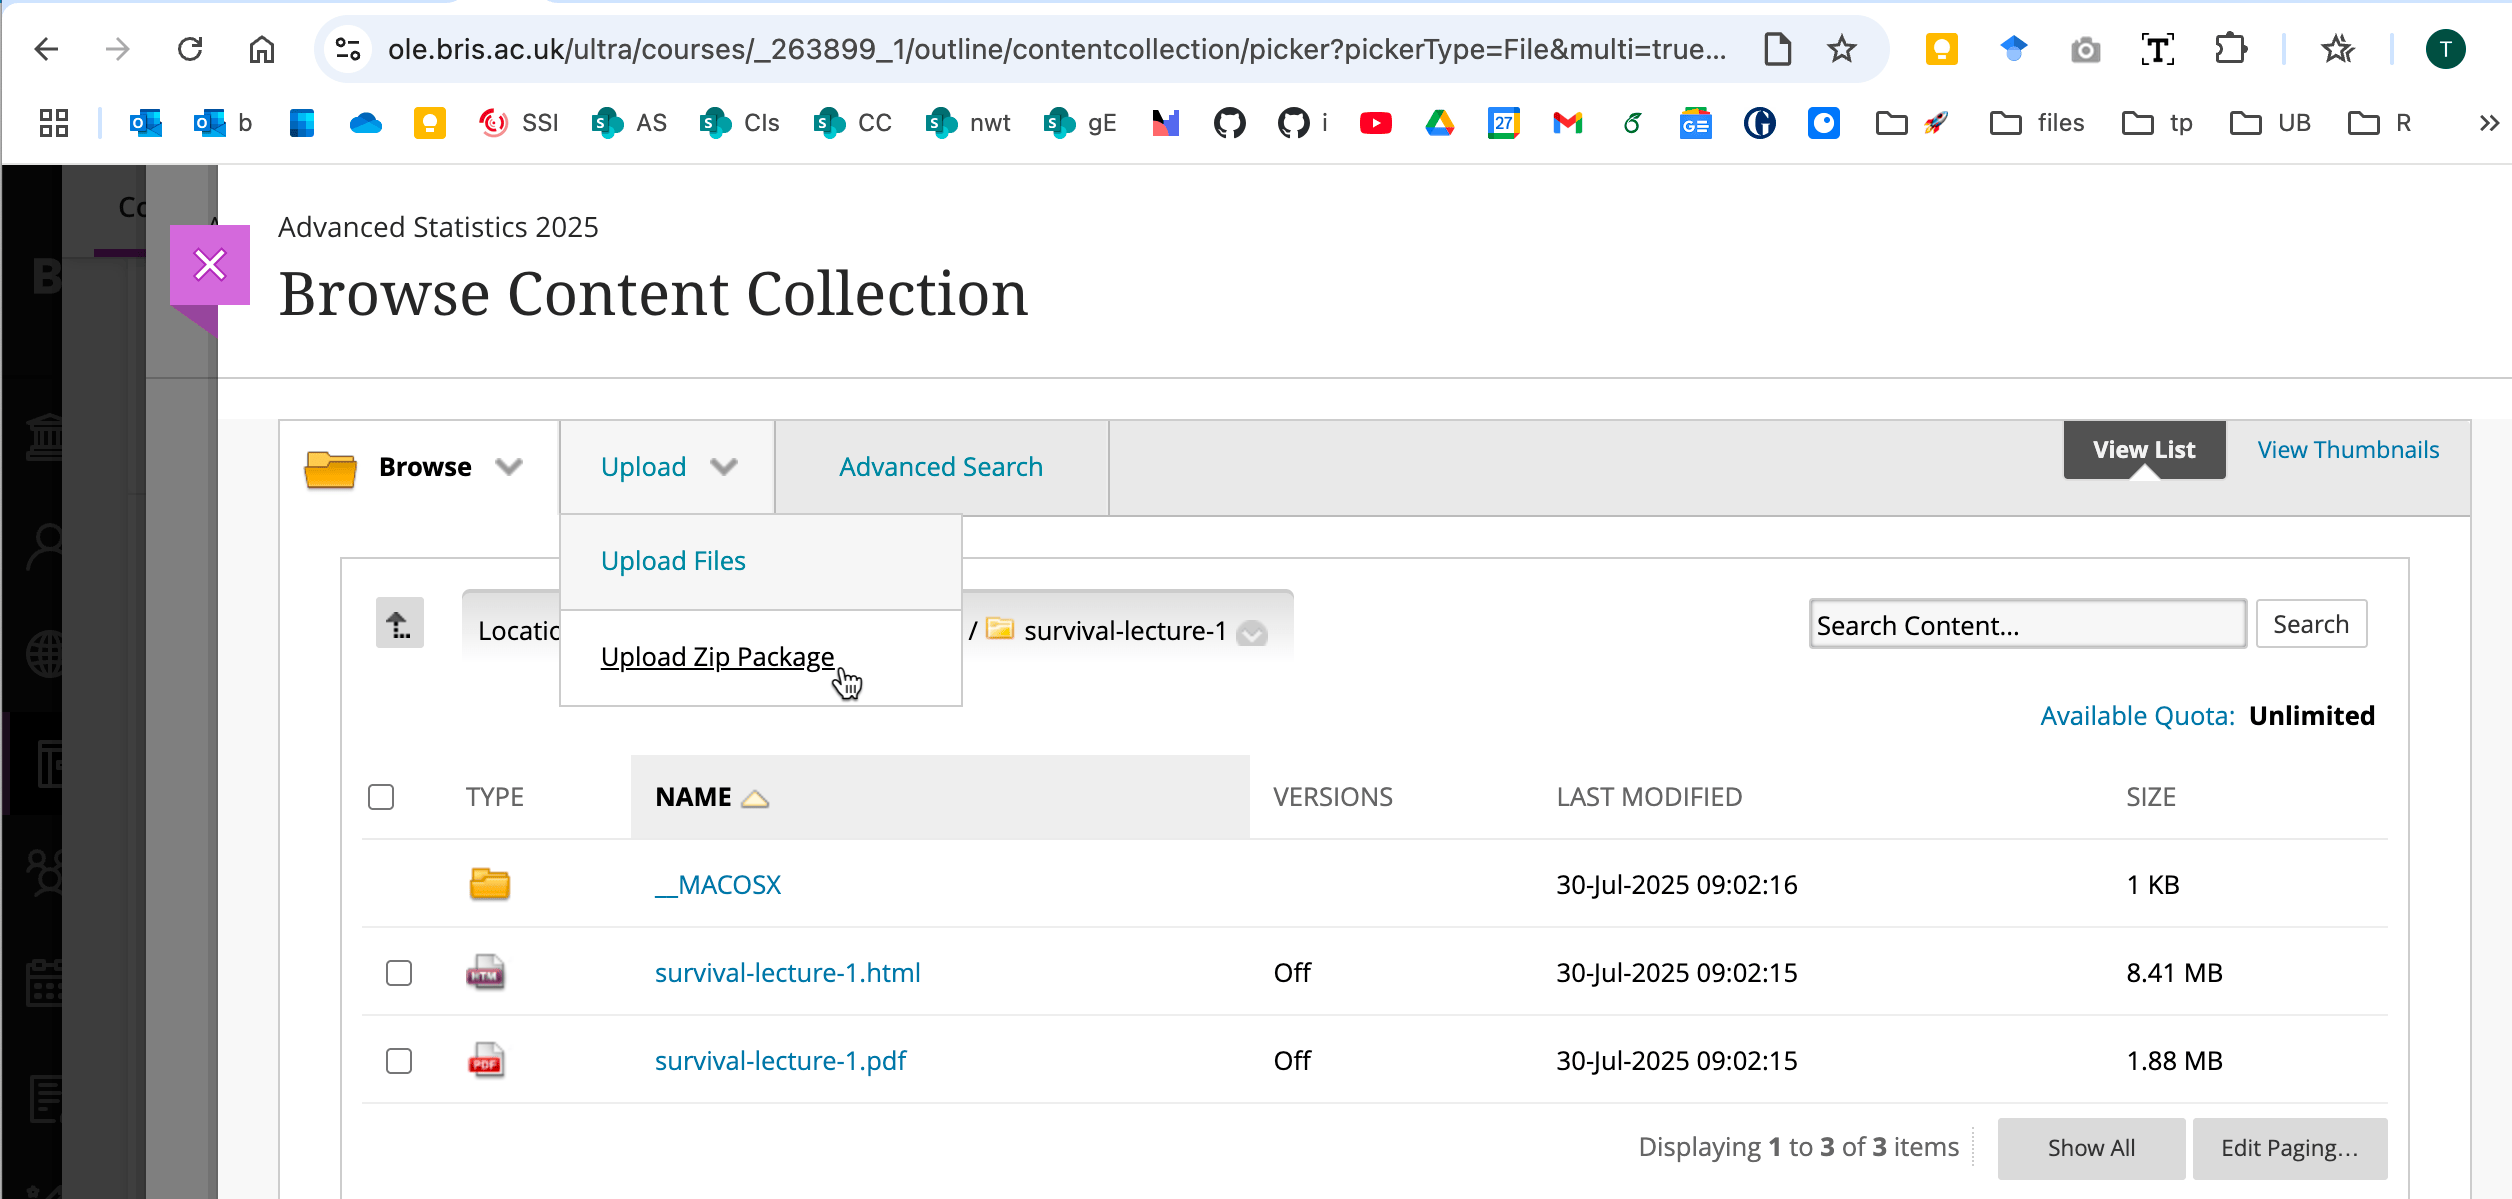 ole.bris.ac.uk/ultra/courses/_263899_1/outline/contentcollection/picker?pickerType=File&multi=true...
T
T
b
SSI
AS
Cls
CC
nwt
gE
i
27
files
tp
UB
R
Advanced Statistics 2025
Browse Content Collection
Browse
Upload
Advanced Search
View List
View Thumbnails
Upload Files
Upload Zip Package
/ survival-lecture-1
Search Content...
Search
Available Quota: Unlimited
TYPE
NAME
VERSIONS
LAST MODIFIED
SIZE
__MACOSX
30-Jul-2025 09:02:16
1 KB
survival-lecture-1.html
Off
30-Jul-2025 09:02:15
8.41 MB
survival-lecture-1.pdf
Off
30-Jul-2025 09:02:15
1.88 MB
Displaying 1 to 3 of 3 items
Show All
Edit Paging...